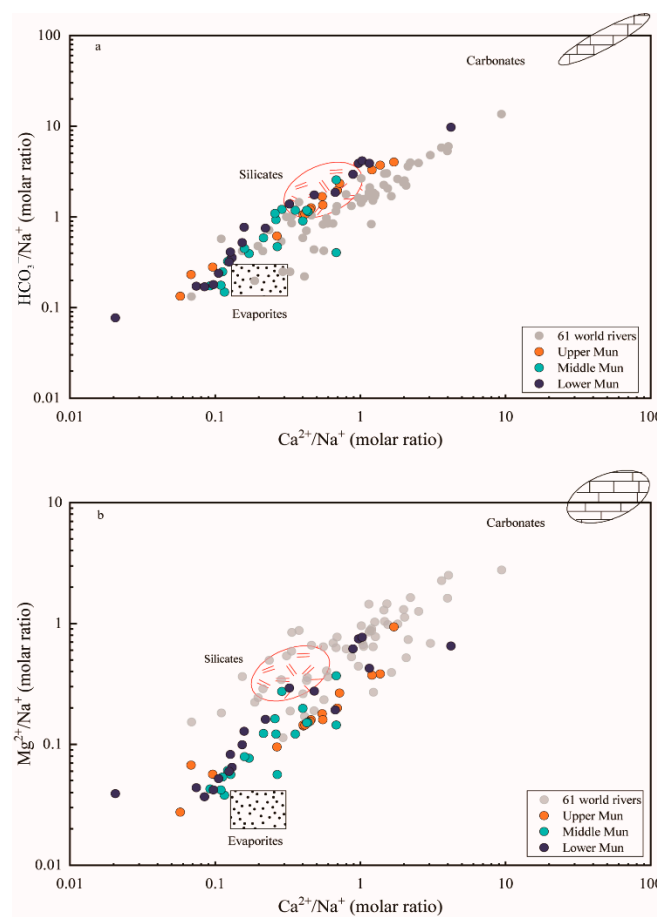 a
100
10
1
0.1
0.01
HCO₃⁻/Na⁺ (molar ratio)
Carbonates
Silicates
Evaporites
61 world rivers
Upper Mun
Middle Mun
Lower Mun
0.01 0.1 1 10 100
Ca²⁺/Na⁺ (molar ratio)
b
10
1
0.1
0.01
Mg²⁺/Na⁺ (molar ratio)
Carbonates
Silicates
Evaporites
61 world rivers
Upper Mun
Middle Mun
Lower Mun
0.01 0.1 1 10 100
Ca²⁺/Na⁺ (molar ratio)